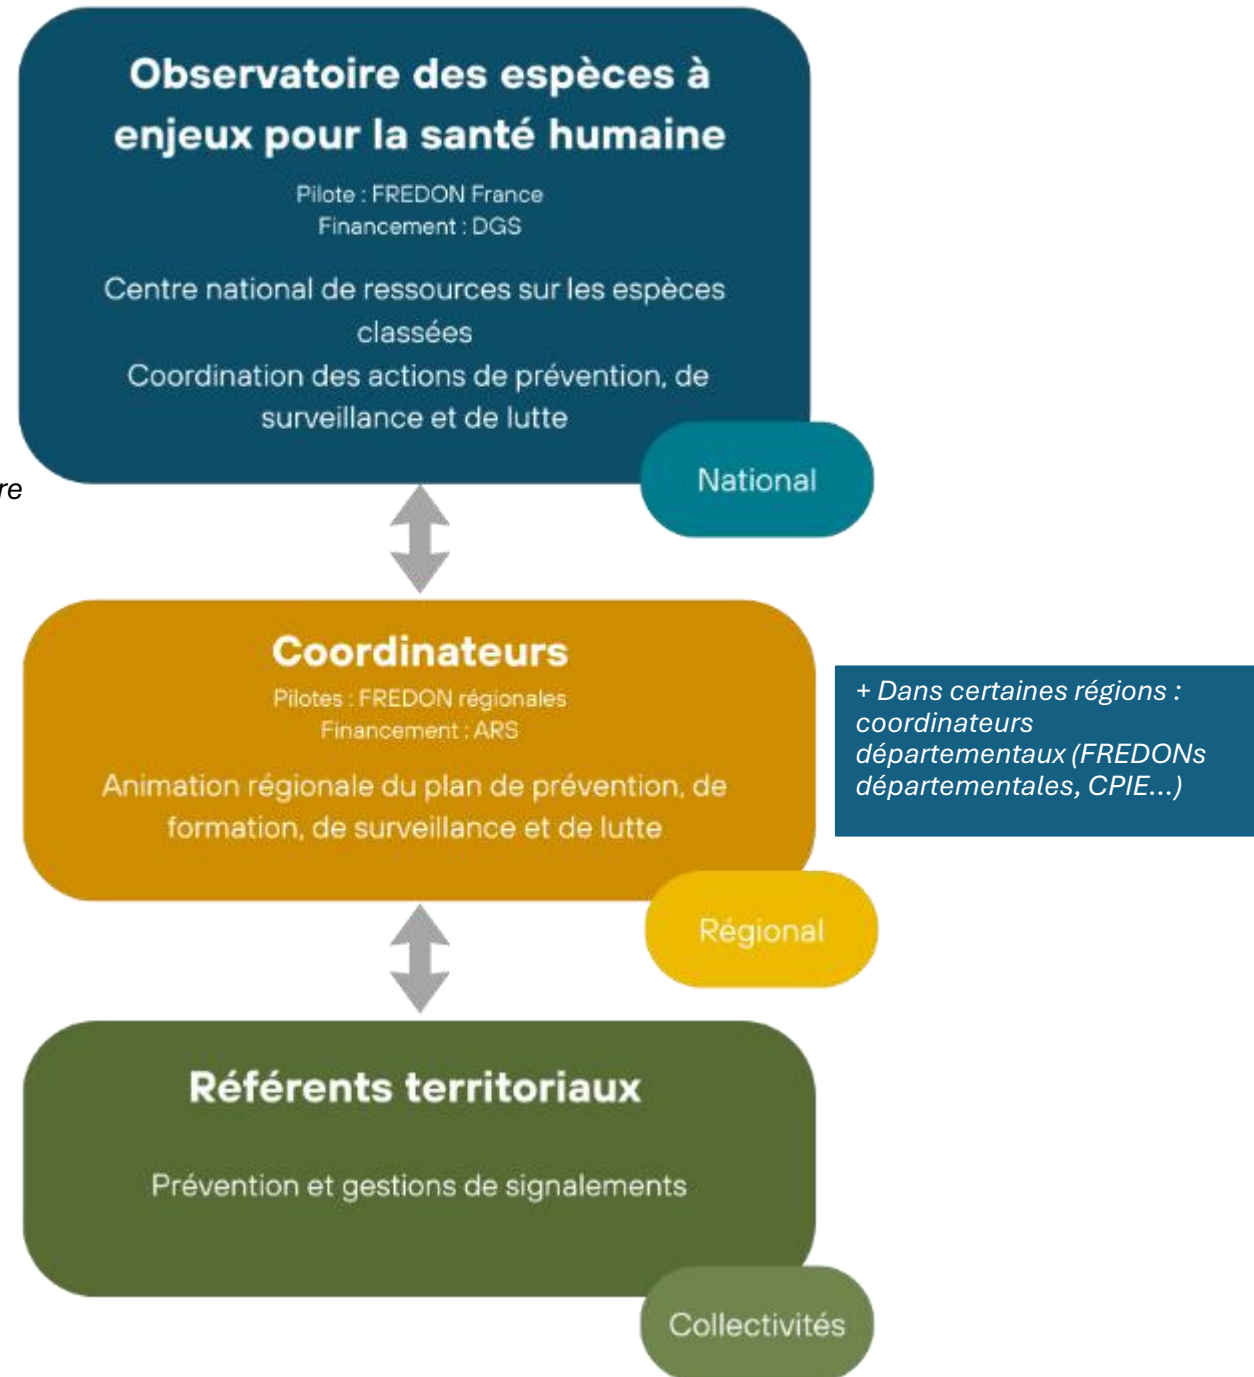 Observatoire des espèces à
enjeux pour la santé humaine
Pilote : FREDON France
Financement : DGS
Centre national de ressources sur les espèces
classées
Coordination des actions de prévention, de
surveillance et de lutte
National
re
Coordinateurs
Pilotes : FREDON régionales
Financement : ARS
Animation régionale du plan de prévention, de
formation, de surveillance et de lutte
Régional
+ Dans certaines régions :
coordinateurs
départementaux (FREDONs
départementales, CPIE...)
Référents territoriaux
Prévention et gestions de signalements
Collectivités